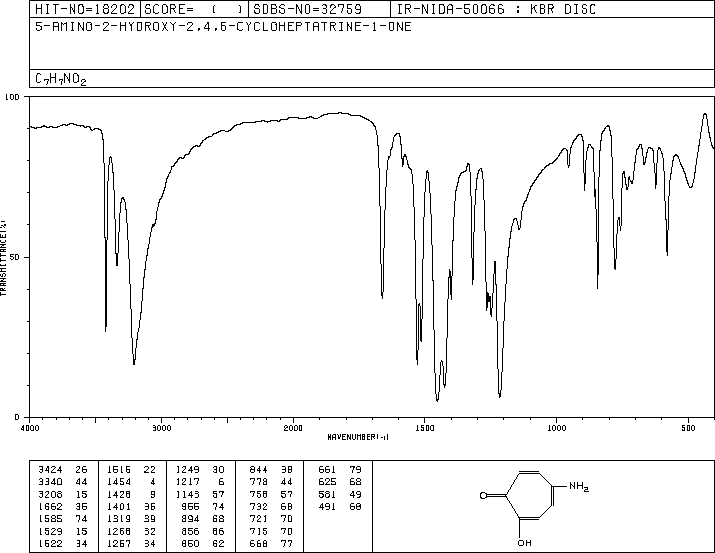 HIT-NO=18202 SCORE= ( ) SDBS-NO=32759 IR-NIDA-50066 : KBR DISC
5-AMINO-2-HYDROXY-2,4,6-CYCLOHEPTATRINE-1-ONE
C7H7NO2
100
50
0
TRANSMITTANCE(%)
4000 3000 2000 1500 1000 500
WAVENUMBER(-1)
3424 26 1516 22 1249 30 844 38 661 79
3340 44 1454 4 1217 6 778 44 625 68
3208 15 1428 9 1143 57 758 57 581 49
1662 36 1401 36 955 74 732 68 491 68
1585 74 1319 39 894 68 721 70
1529 15 1268 32 856 86 715 70
1522 34 1257 34 850 62 668 77
NH2
O
OH